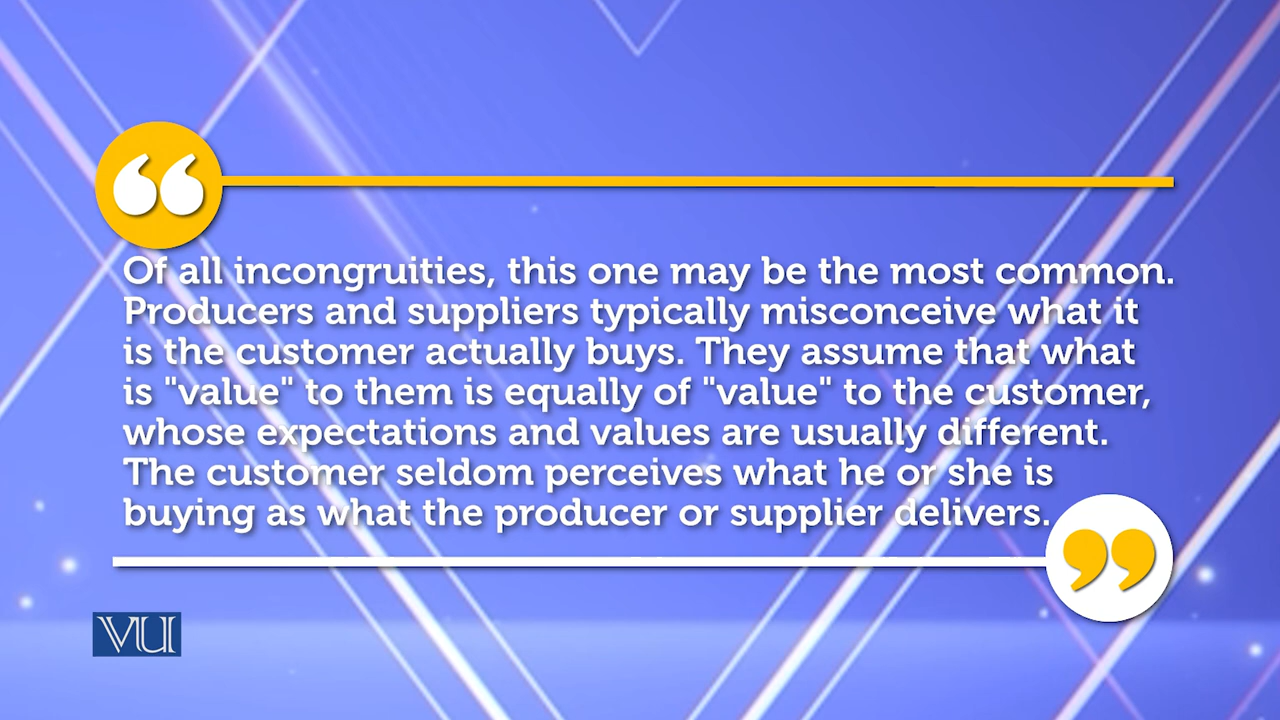 Of all incongruities, this one may be the most common.
Producers and suppliers typically misconceive what it
is the customer actually buys. They assume that what
is "value" to them is equally of "value" to the customer,
whose expectations and values are usually different.
The customer seldom perceives what he or she is
buying as what the producer or supplier delivers.
VU